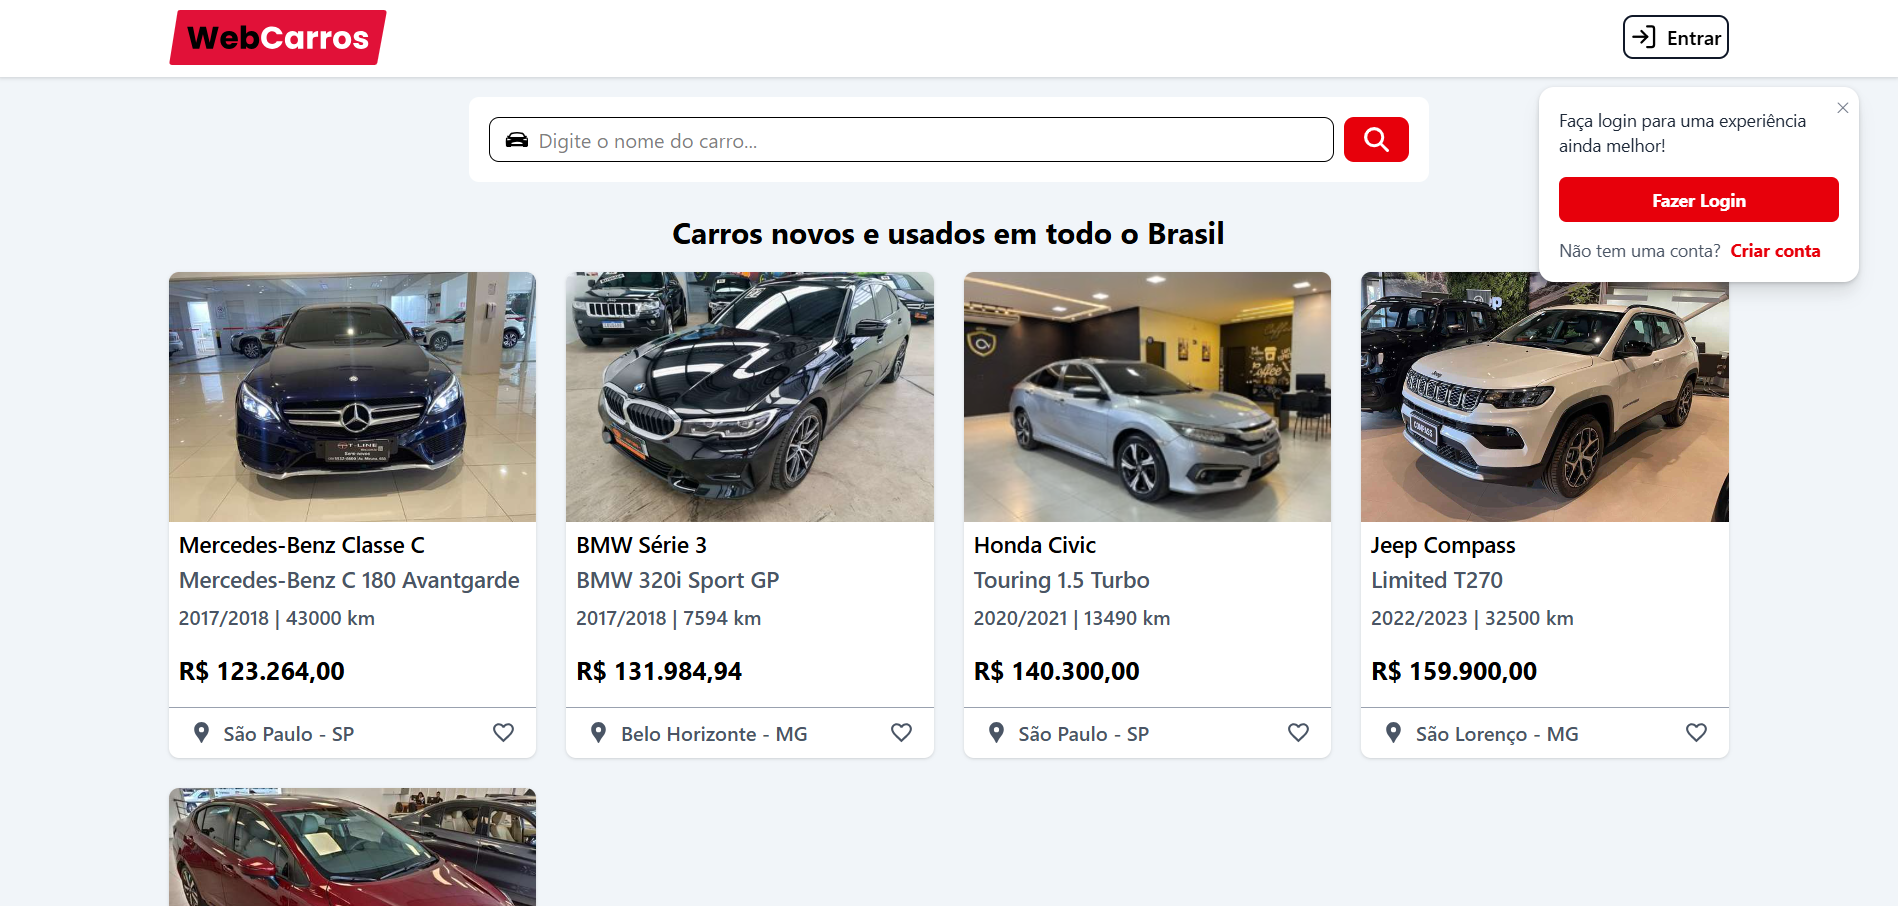 WebCarros
Entrar
Digite o nome do carro...
Faça login para uma experiência
ainda melhor!
Fazer Login
Não tem uma conta? Criar conta
Carros novos e usados em todo o Brasil
COMPASS
Mercedes-Benz Classe C
Mercedes-Benz C 180 Avantgarde
2017/2018 | 43000 km
R$ 123.264,00
São Paulo - SP
BMW Série 3
BMW 320i Sport GP
2017/2018 | 7594 km
R$ 131.984,94
Belo Horizonte - MG
Honda Civic
Touring 1.5 Turbo
2020/2021 | 13490 km
R$ 140.300,00
São Paulo - SP
Jeep Compass
Limited T270
2022/2023 | 32500 km
R$ 159.900,00
São Lorenço - MG